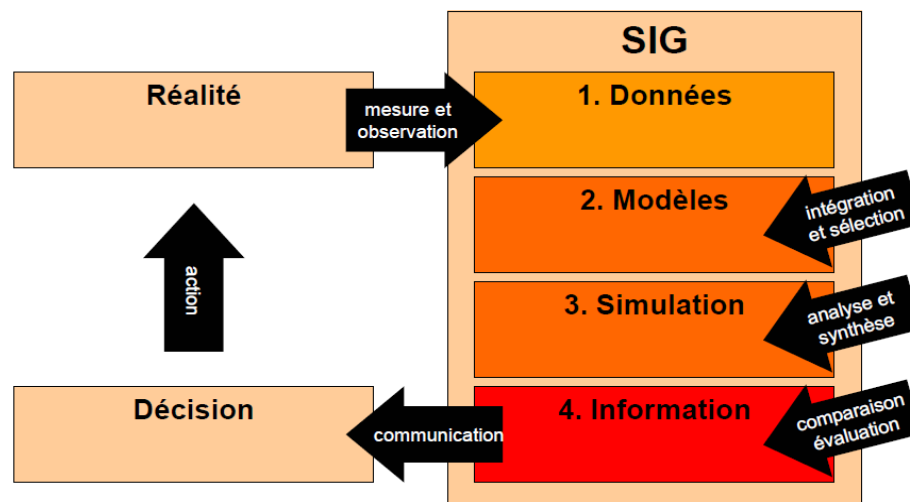 SIG
Réalité
mesure et
observation
1. Données
2. Modèles
intégration
et sélection
action
3. Simulation
analyse et
synthèse
Décision
communication
4. Information
comparaison
évaluation